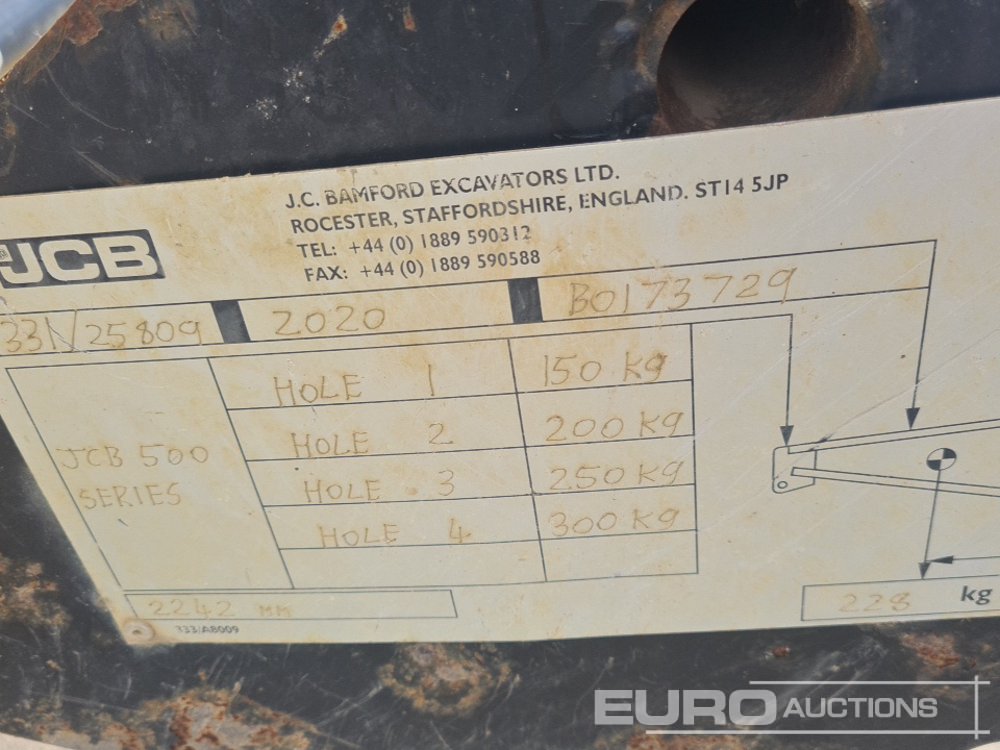 J.C. BAMFORD EXCAVATORS LTD.
ROCESTER, STAFFORDSHIRE, ENGLAND. ST14 5JP
TEL: +44 (0) 1889 590312
FAX: +44 (0) 1889 590588
JCB
331/25809 2020 B0173729
JCB 500
SERIES
HOLE 1 150 Kg
HOLE 2 200 Kg
HOLE 3 250 Kg
HOLE 4 300 Kg
2242 MM
228 kg
333/A8009
EURO AUCTIONS